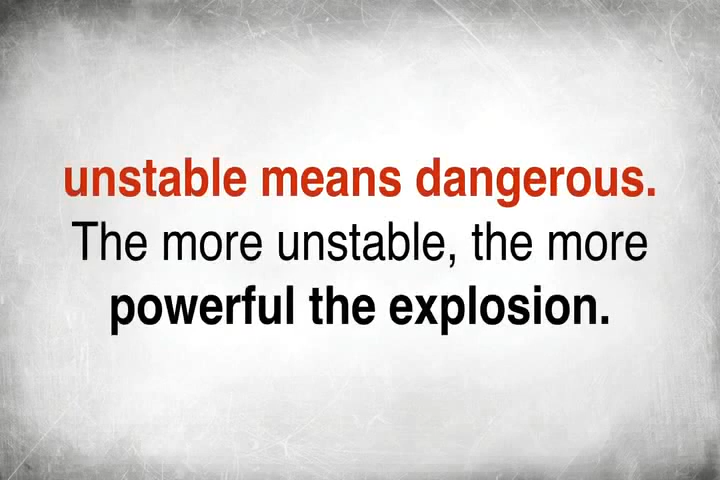 unstable means dangerous.
The more unstable, the more
powerful the explosion.